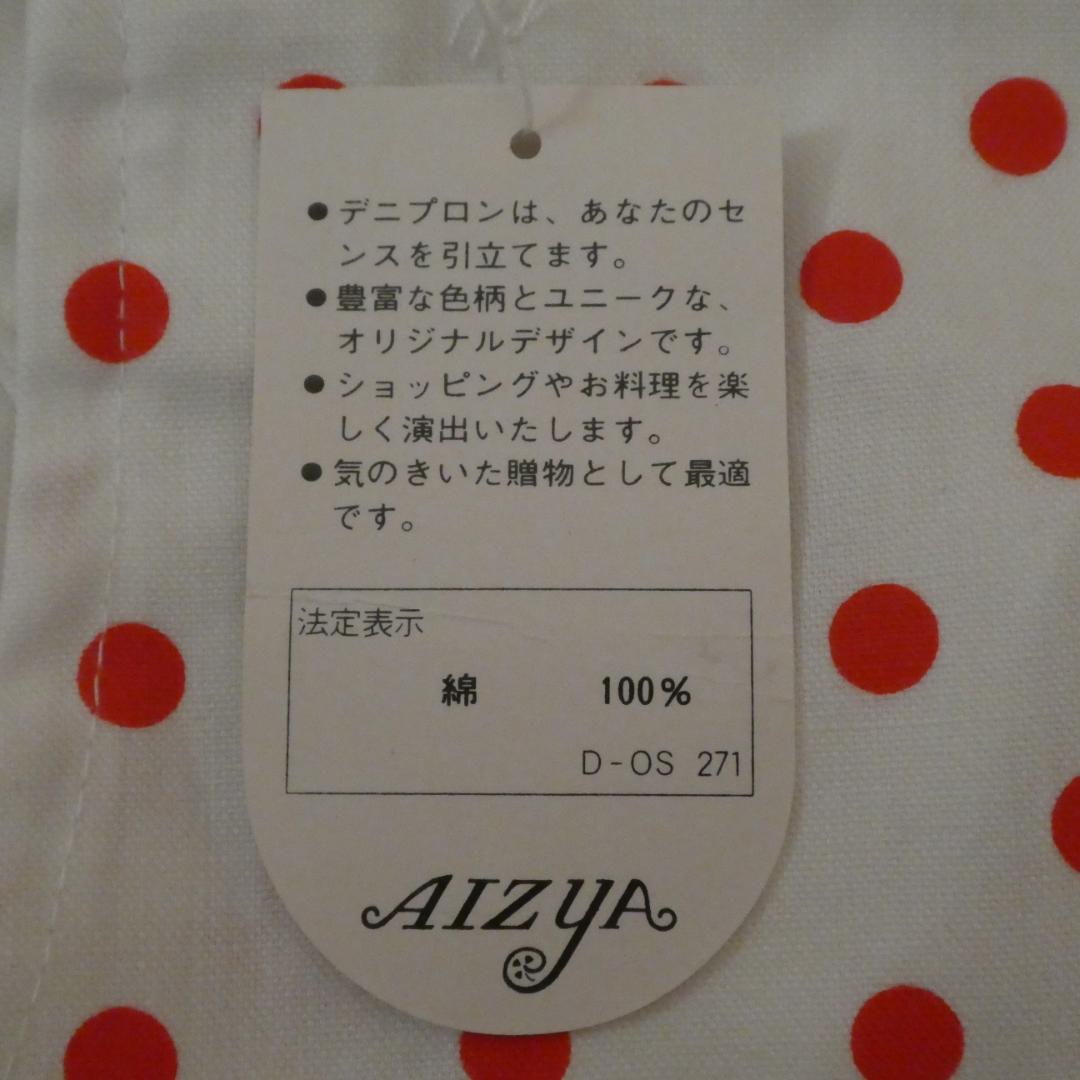 ●デニプロンは、あなたのセ
ンスを引立てます。
●豊富な色柄とユニークな、
オリジナルデザインです。
●ショッピングやお料理を楽
しく演出いたします。
●気のきいた贈物として最適
です。
法定表示
綿 100%
D-OS 271
AIZYA